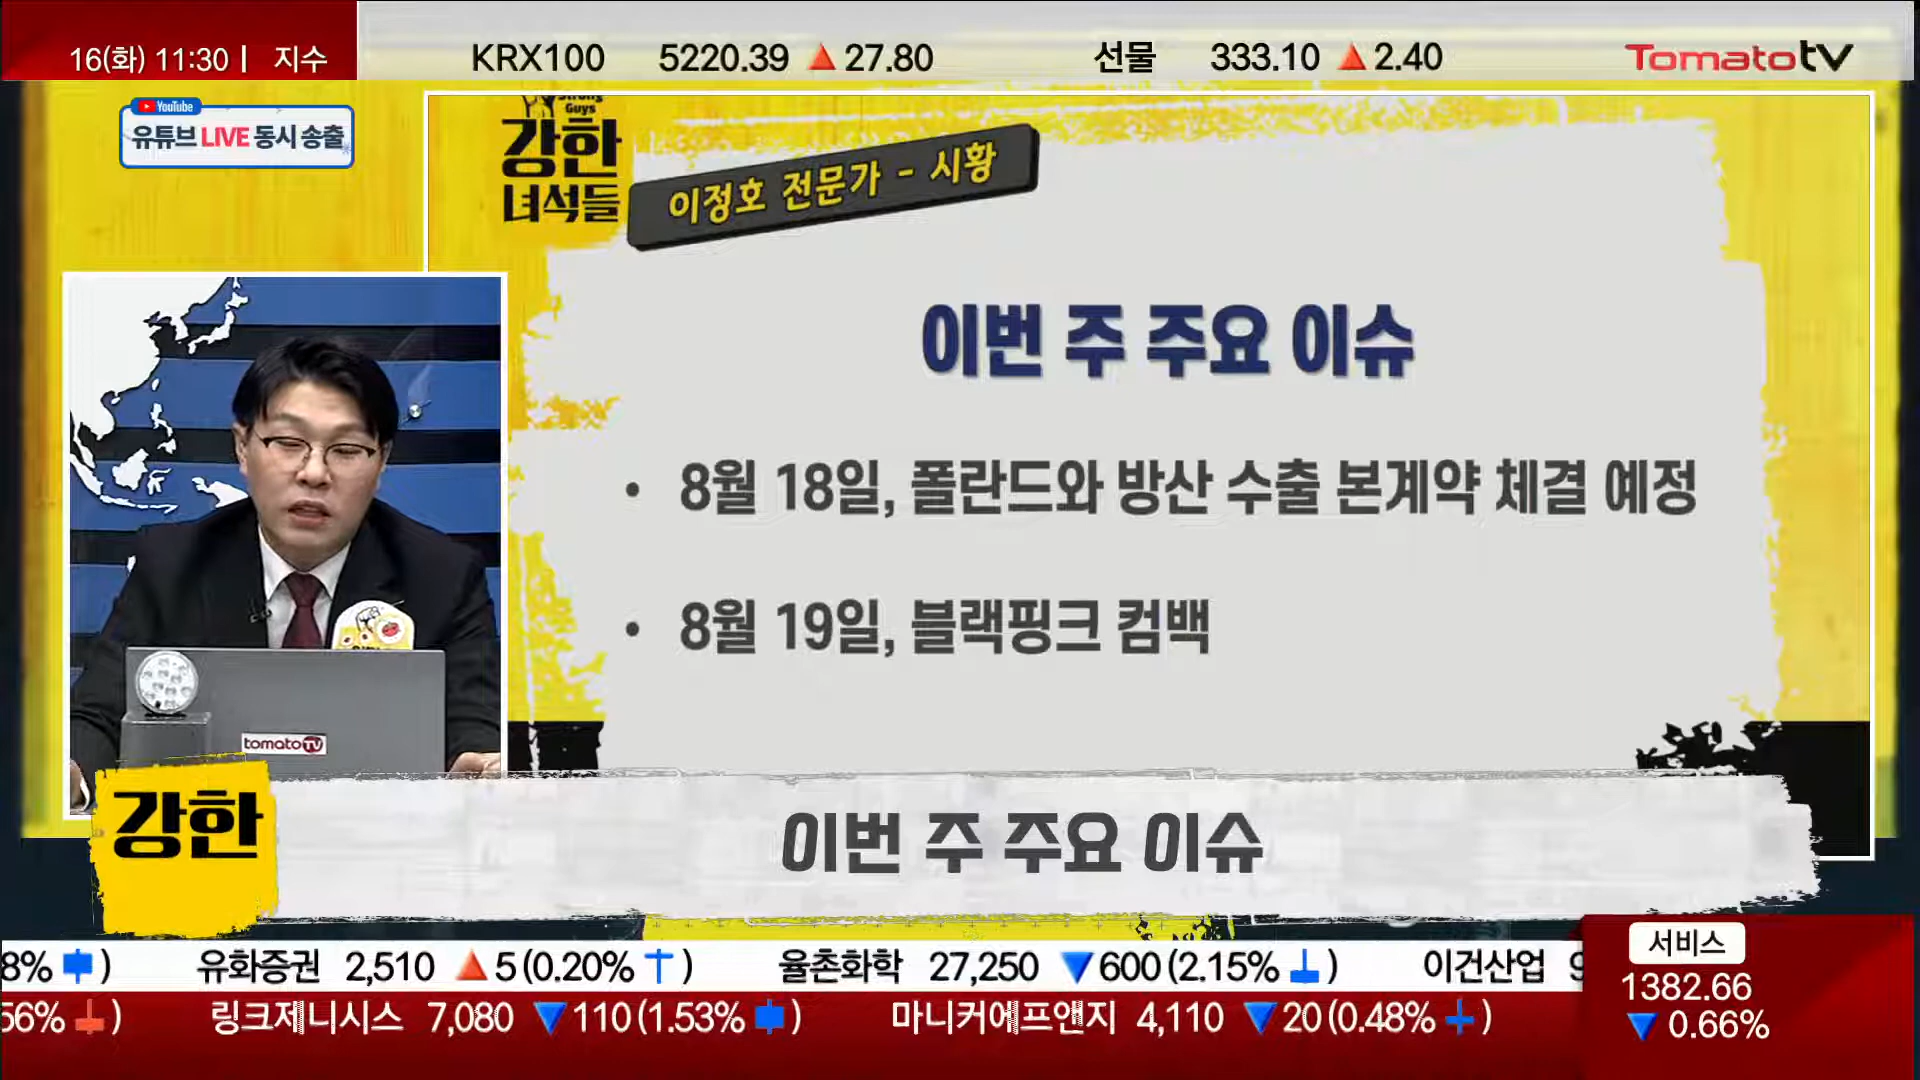 16(화) 11:30 | 지수
KRX100 5220.39 ▲ 27.80 선물 333.10 ▲ 2.40
Tomatotv
YouTube
유튜브 LIVE 동시 송출
Strong Guys
강한
녀석들
이정호 전문가 - 시황
이번 주 주요 이슈
• 8월 18일, 폴란드와 방산 수출 본계약 체결 예정
• 8월 19일, 블랙핑크 컴백
tomatoTV
강한
이번 주 주요 이슈
8% ) 유화증권 2,510 ▲ 5 (0.20% ) 율촌화학 27,250 ▼ 600 (2.15% ) 이건산업
56% ) 링크제니시스 7,080 ▼ 110 (1.53% ) 마니커에프앤지 4,110 ▼ 20 (0.48% )
서비스
1382.66
▼ 0.66%